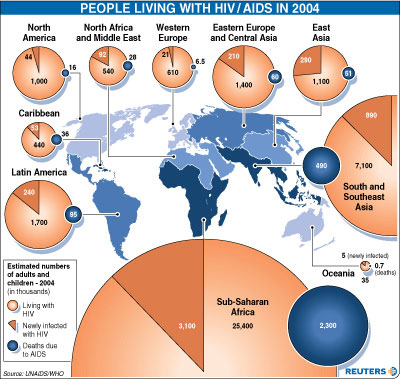 PEOPLE LIVING WITH HIV/AIDS IN 2004
North
America
44
1,000
16
North Africa
and Middle East
92
540
28
Western
Europe
21
610
6.5
Eastern Europe
and Central Asia
210
1,400
60
East
Asia
290
1,100
51
Caribbean
53
440
36
Latin America
240
1,700
95
890
7,100
490
South and
Southeast
Asia
5 (newly infected)
0.7
(deaths)
Oceania
35
Sub-Saharan
Africa
3,100
25,400
2,300
Estimated numbers
of adults and
children - 2004
(in thousands)
Living with
HIV
Newly infected
with HIV
Deaths due
to AIDS
Source: UNAIDS/WHO
REUTERS